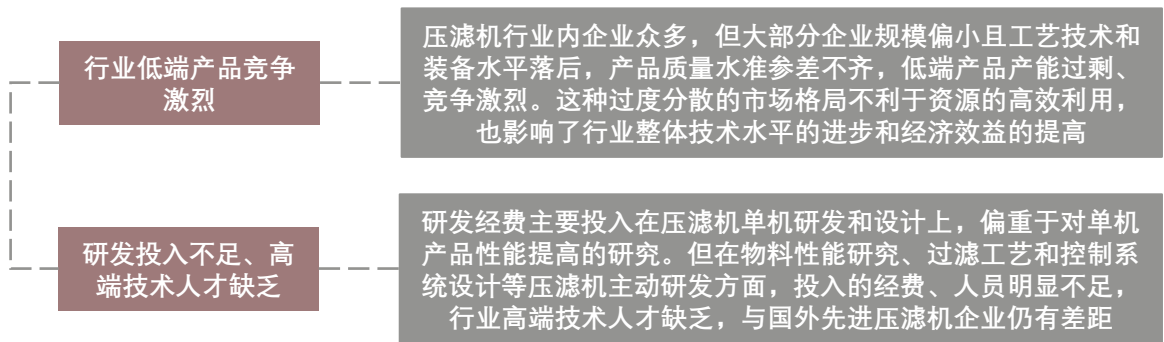 行业低端产品竞争
激烈
压滤机行业内企业众多，但大部分企业规模偏小且工艺技术和
装备水平落后，产品质量水准参差不齐，低端产品产能过剩、
竞争激烈。这种过度分散的市场格局不利于资源的高效利用，
也影响了行业整体技术水平的进步和经济效益的提高
研发投入不足、高
端技术人才缺乏
研发经费主要投入在压滤机单机研发和设计上，偏重于对单机
产品性能提高的研究。但在物料性能研究、过滤工艺和控制系
统设计等压滤机主动研发方面，投入的经费、人员明显不足，
行业高端技术人才缺乏，与国外先进压滤机企业仍有差距